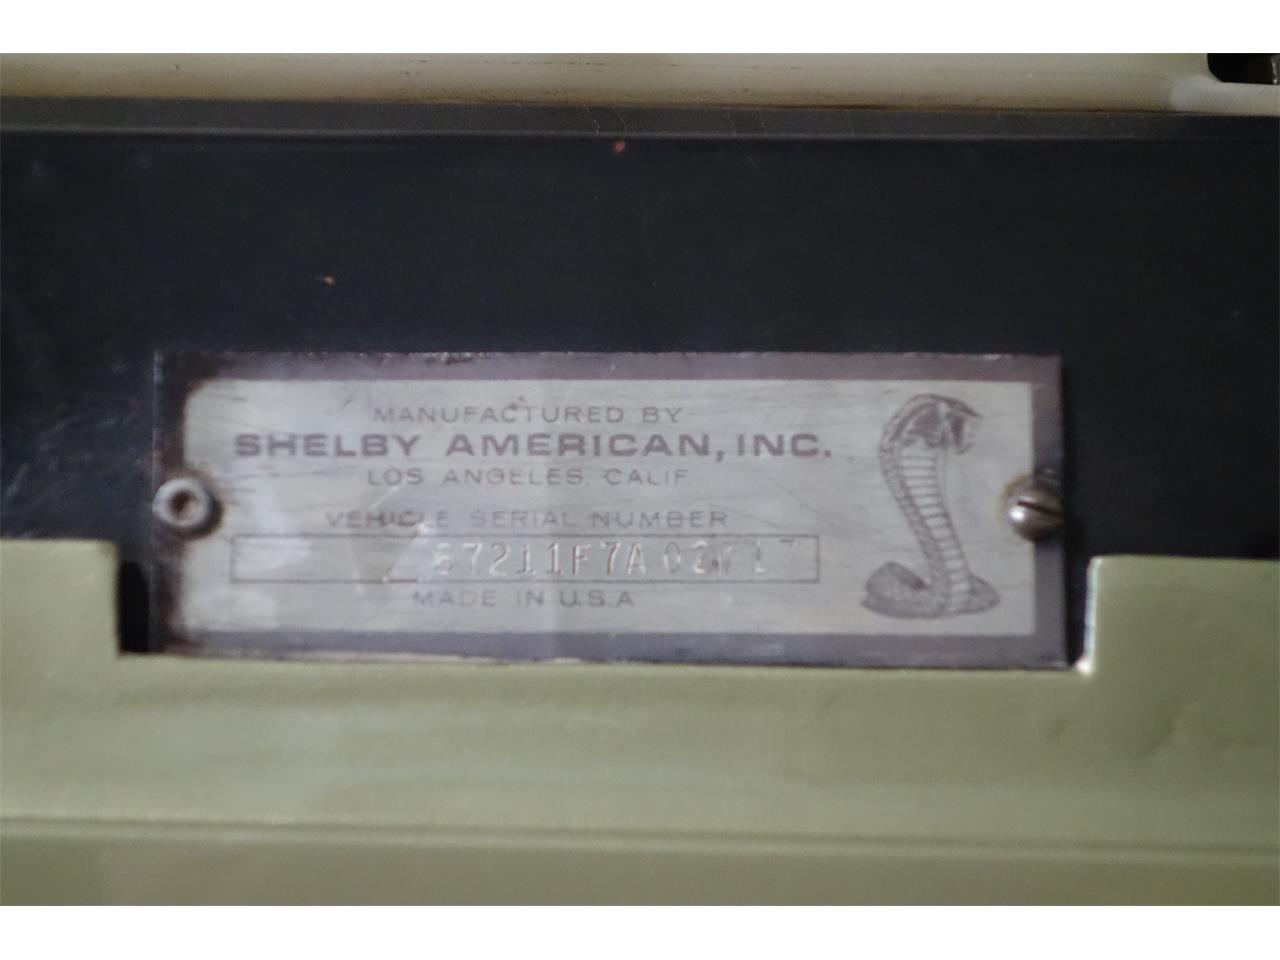 MANUFACTURED BY
SHELBY AMERICAN, INC.
LOS ANGELES, CALIF.
VEHICLE SERIAL NUMBER
67211F7A
MADE IN U.S.A